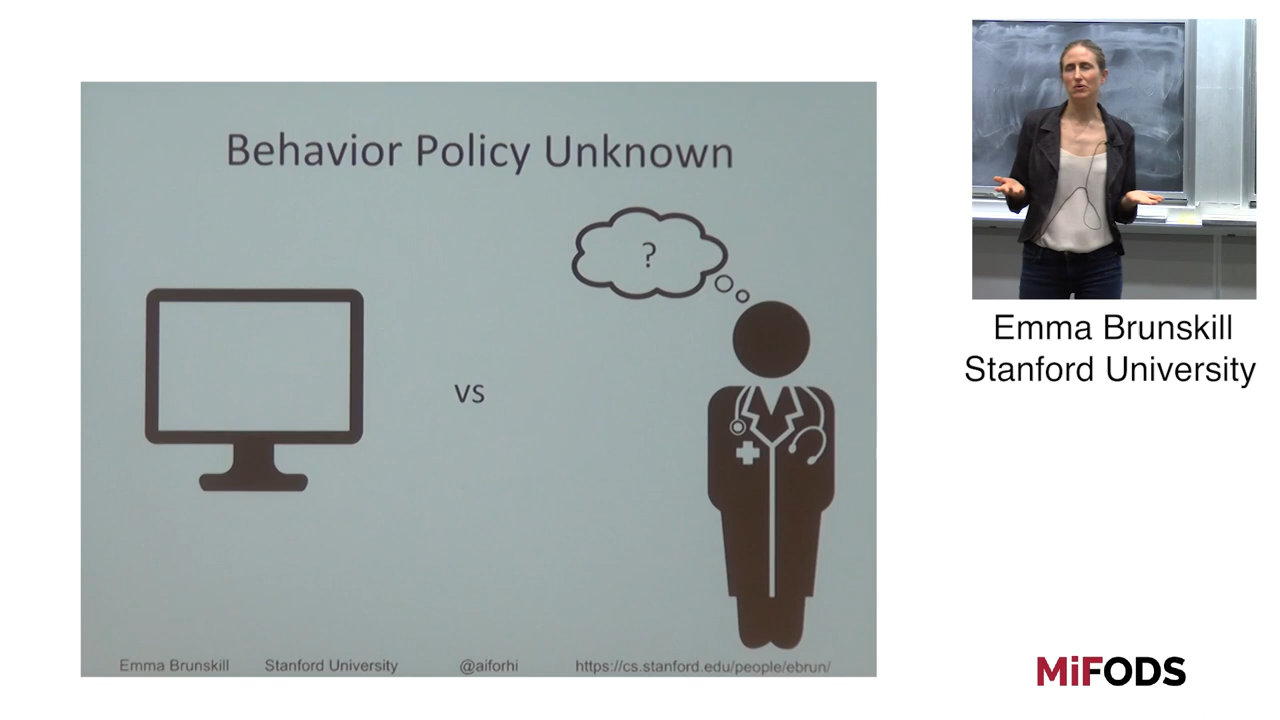 Behavior Policy Unknown
?
vs
Emma Brunskill Stanford University @aiforhi https://cs.stanford.edu/people/ebrun/
Emma Brunskill
Stanford University
MiFODS